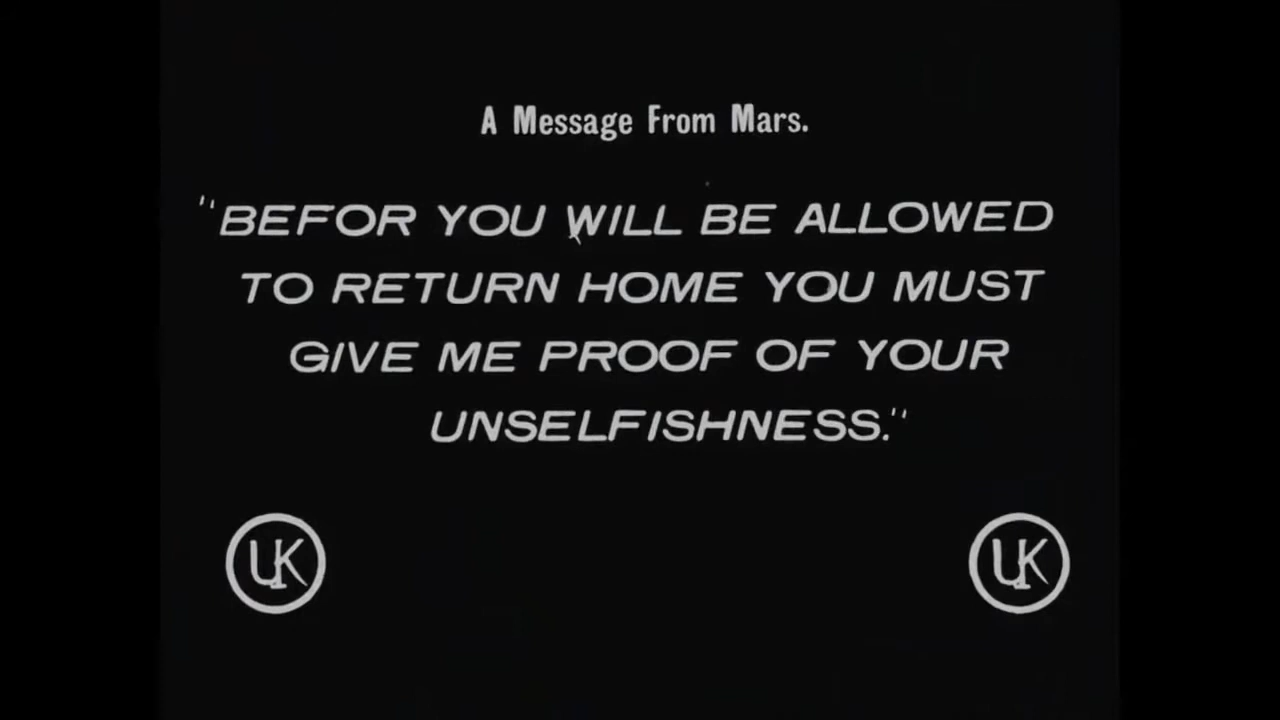 A Message From Mars.
"BEFOR YOU WILL BE ALLOWED
TO RETURN HOME YOU MUST
GIVE ME PROOF OF YOUR
UNSELFISHNESS."
UK UK